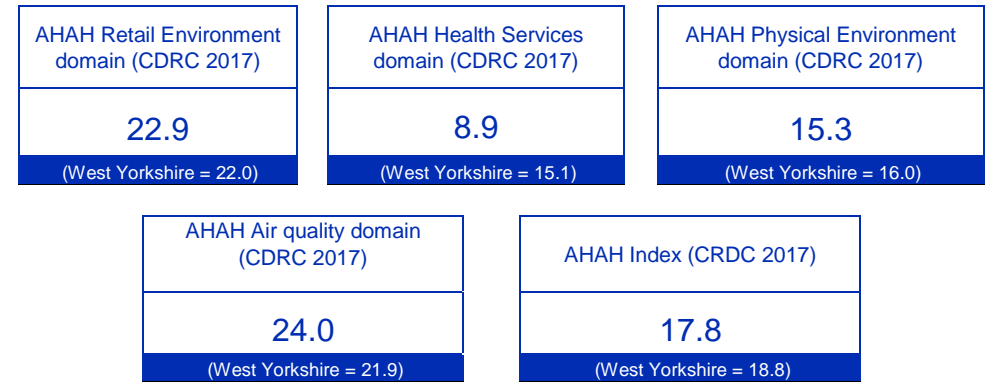 AHAH Retail Environment
domain (CDRC 2017)
22.9
(West Yorkshire = 22.0)
AHAH Health Services
domain (CDRC 2017)
8.9
(West Yorkshire = 15.1)
AHAH Physical Environment
domain (CDRC 2017)
15.3
(West Yorkshire = 16.0)
AHAH Air quality domain
(CDRC 2017)
24.0
(West Yorkshire = 21.9)
AHAH Index (CRDC 2017)
17.8
(West Yorkshire = 18.8)